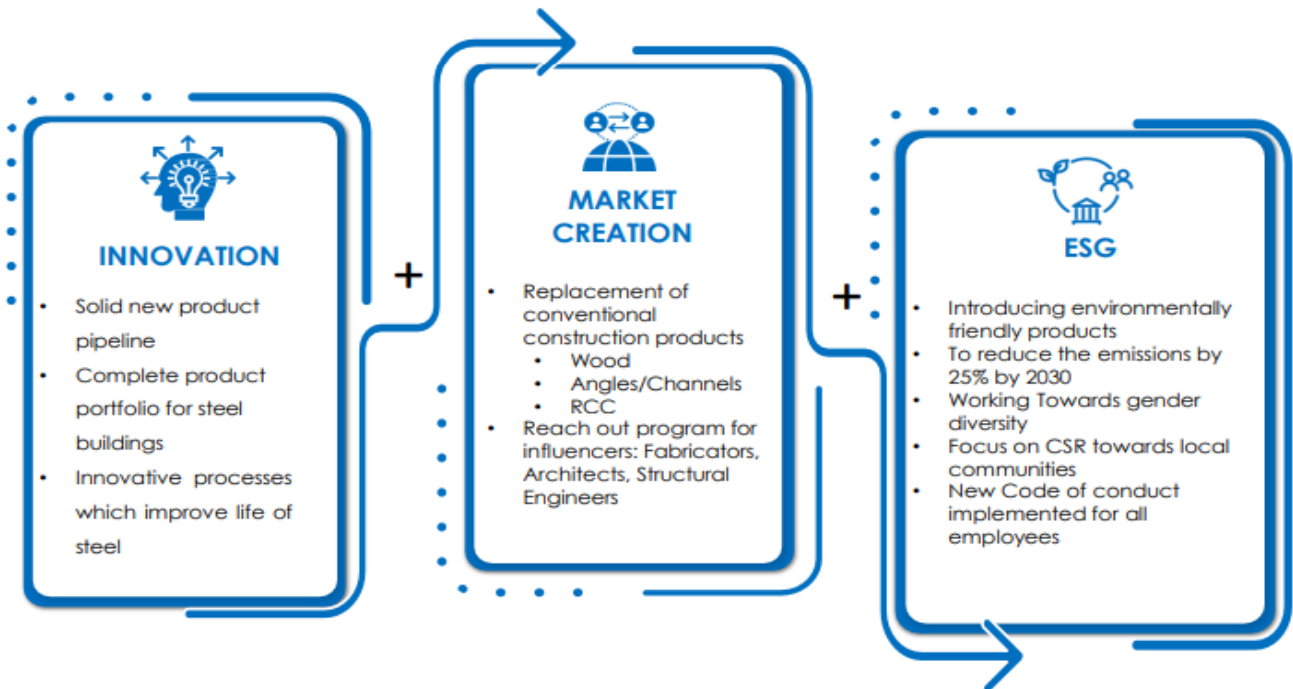 INNOVATION
• Solid new product
pipeline
• Complete product
portfolio for steel
buildings
• Innovative processes
which improve life of
steel
+
MARKET
CREATION
• Replacement of
conventional
construction products
• Wood
• Angles/Channels
• RCC
• Reach out program for
influencers: Fabricators,
Architects, Structural
Engineers
+
ESG
• Introducing environmentally
friendly products
• To reduce the emissions by
25% by 2030
• Working Towards gender
diversity
• Focus on CSR towards local
communities
• New Code of conduct
implemented for all
employees